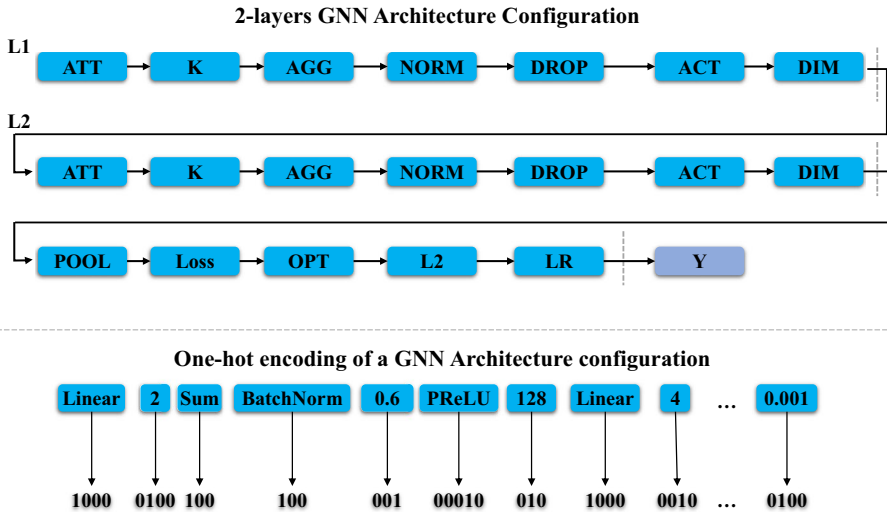 2-layers GNN Architecture Configuration
L1
ATT K AGG NORM DROP ACT DIM
L2
ATT K AGG NORM DROP ACT DIM
POOL Loss OPT L2 LR Y
One-hot encoding of a GNN Architecture configuration
Linear 2 Sum BatchNorm 0.6 PReLU 128 Linear 4 ... 0.001
1000 0100 100 100 001 00010 010 1000 0010 ... 0100